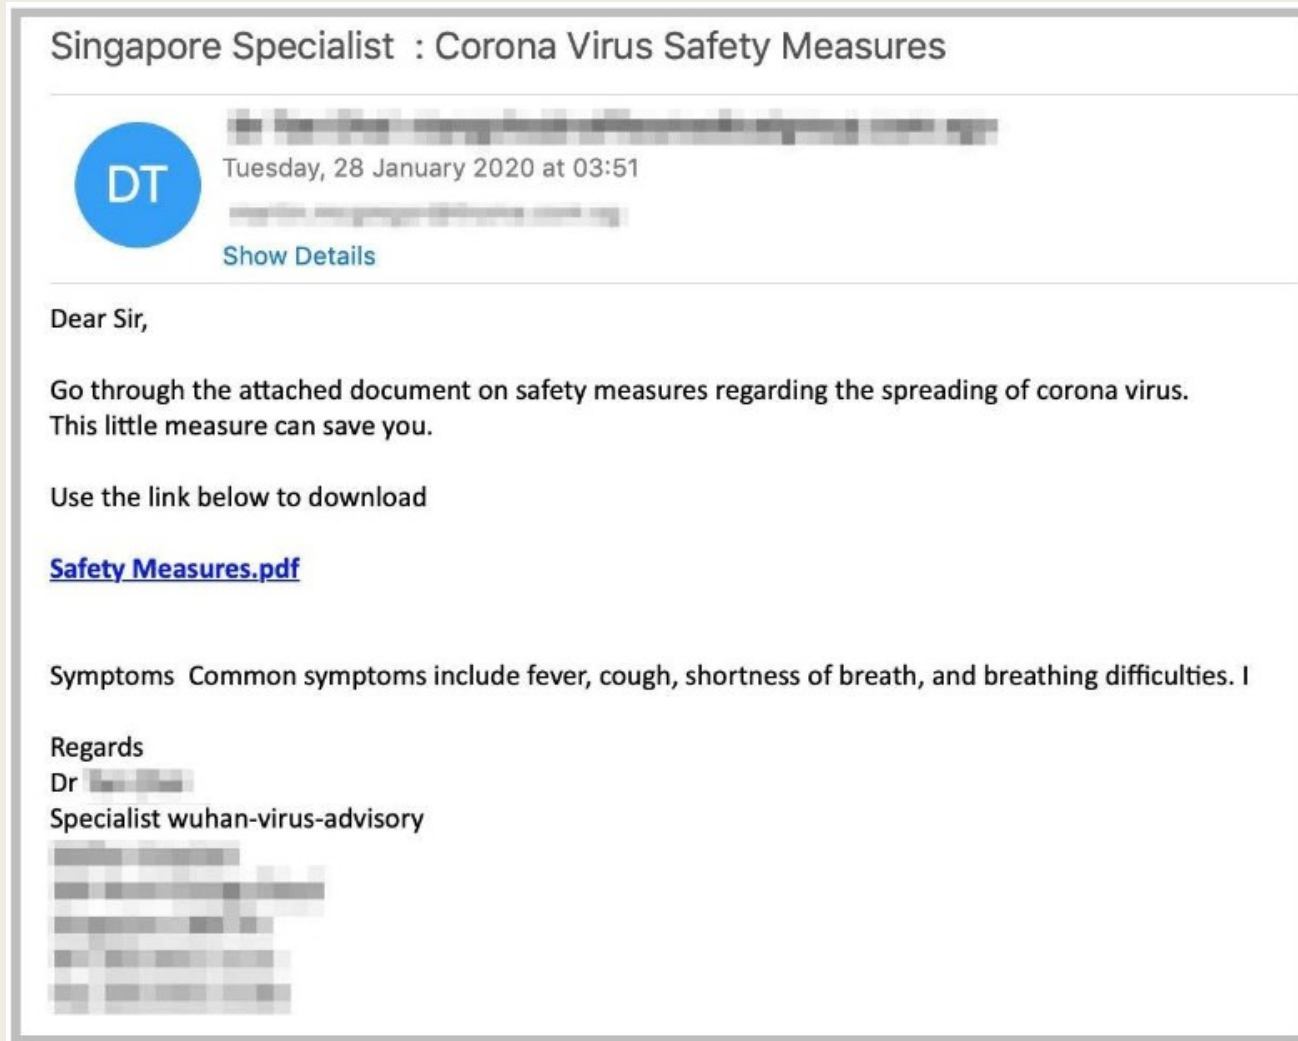 Singapore Specialist : Corona Virus Safety Measures
DT
Tuesday, 28 January 2020 at 03:51
Show Details
Dear Sir,
Go through the attached document on safety measures regarding the spreading of corona virus.
This little measure can save you.
Use the link below to download
Safety Measures.pdf
Symptoms  Common symptoms include fever, cough, shortness of breath, and breathing difficulties. I
Regards
Dr
Specialist wuhan-virus-advisory